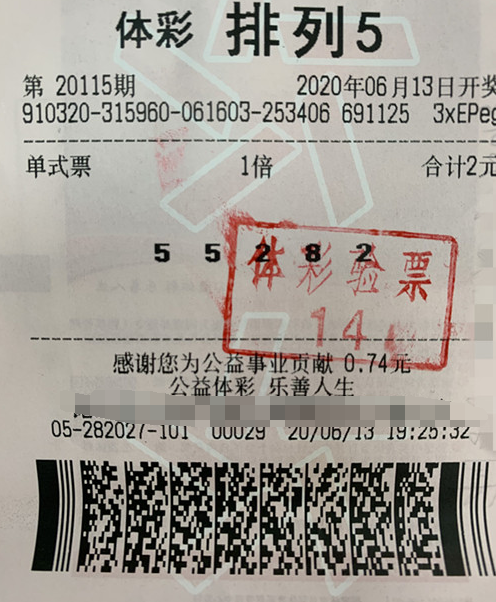 体彩 排列5
第 20115期 2020年06月13日开奖
910320-315960-061603-253406 691125 3xEPeg
单式票 1倍 合计2元
5 5 2 8 2
体彩验票
14
感谢您为公益事业贡献 0.74元
公益体彩 乐善人生
05-282027-101 00029 20/06/13 19:25:32